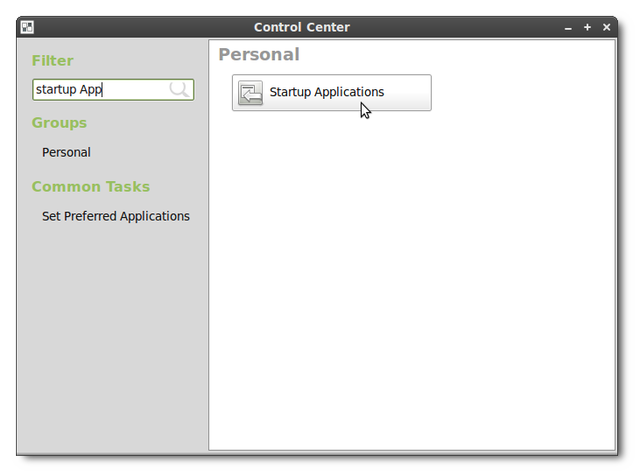 Control Center
Filter
startup App
Groups
Personal
Common Tasks
Set Preferred Applications
Personal
Startup Applications